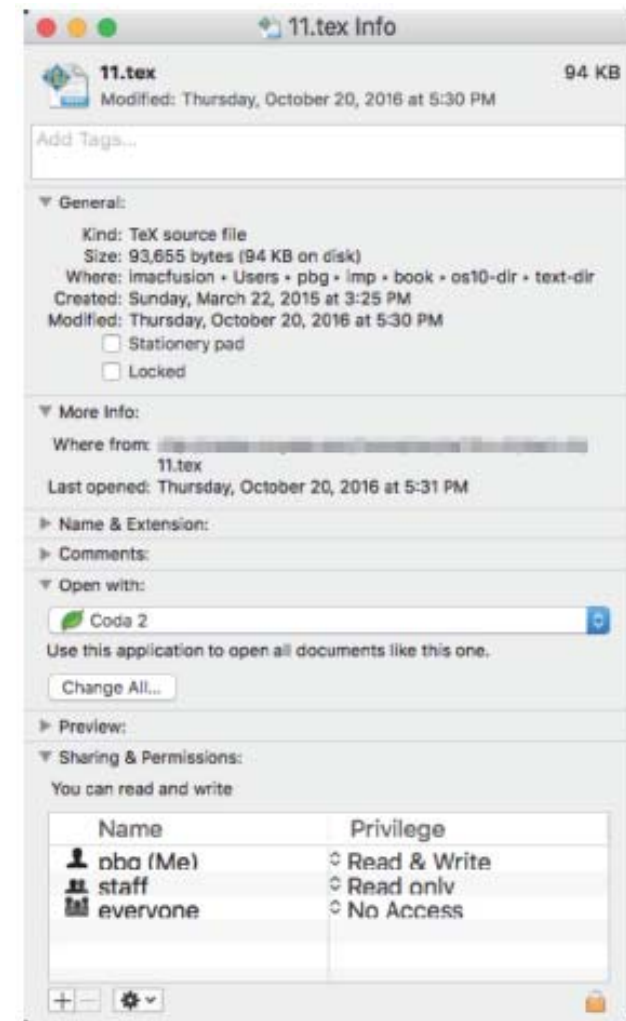 11.tex Info
11.tex 94 KB
Modified: Thursday, October 20, 2016 at 5:30 PM
Add Tags...
General:
Kind: TeX source file
Size: 93,655 bytes (94 KB on disk)
Where: imacfusion • Users • pbg • imp • book • os10-dir • text-dir
Created: Sunday, March 22, 2015 at 3:25 PM
Modified: Thursday, October 20, 2016 at 5:30 PM
Stationery pad
Locked
More Info:
Where from:
11.tex
Last opened: Thursday, October 20, 2016 at 5:31 PM
Name & Extension:
Comments:
Open with:
Coda 2
Use this application to open all documents like this one.
Change All...
Preview:
Sharing & Permissions:
You can read and write
Name Privilege
pbg (Me) Read & Write
staff Read only
everyone No Access